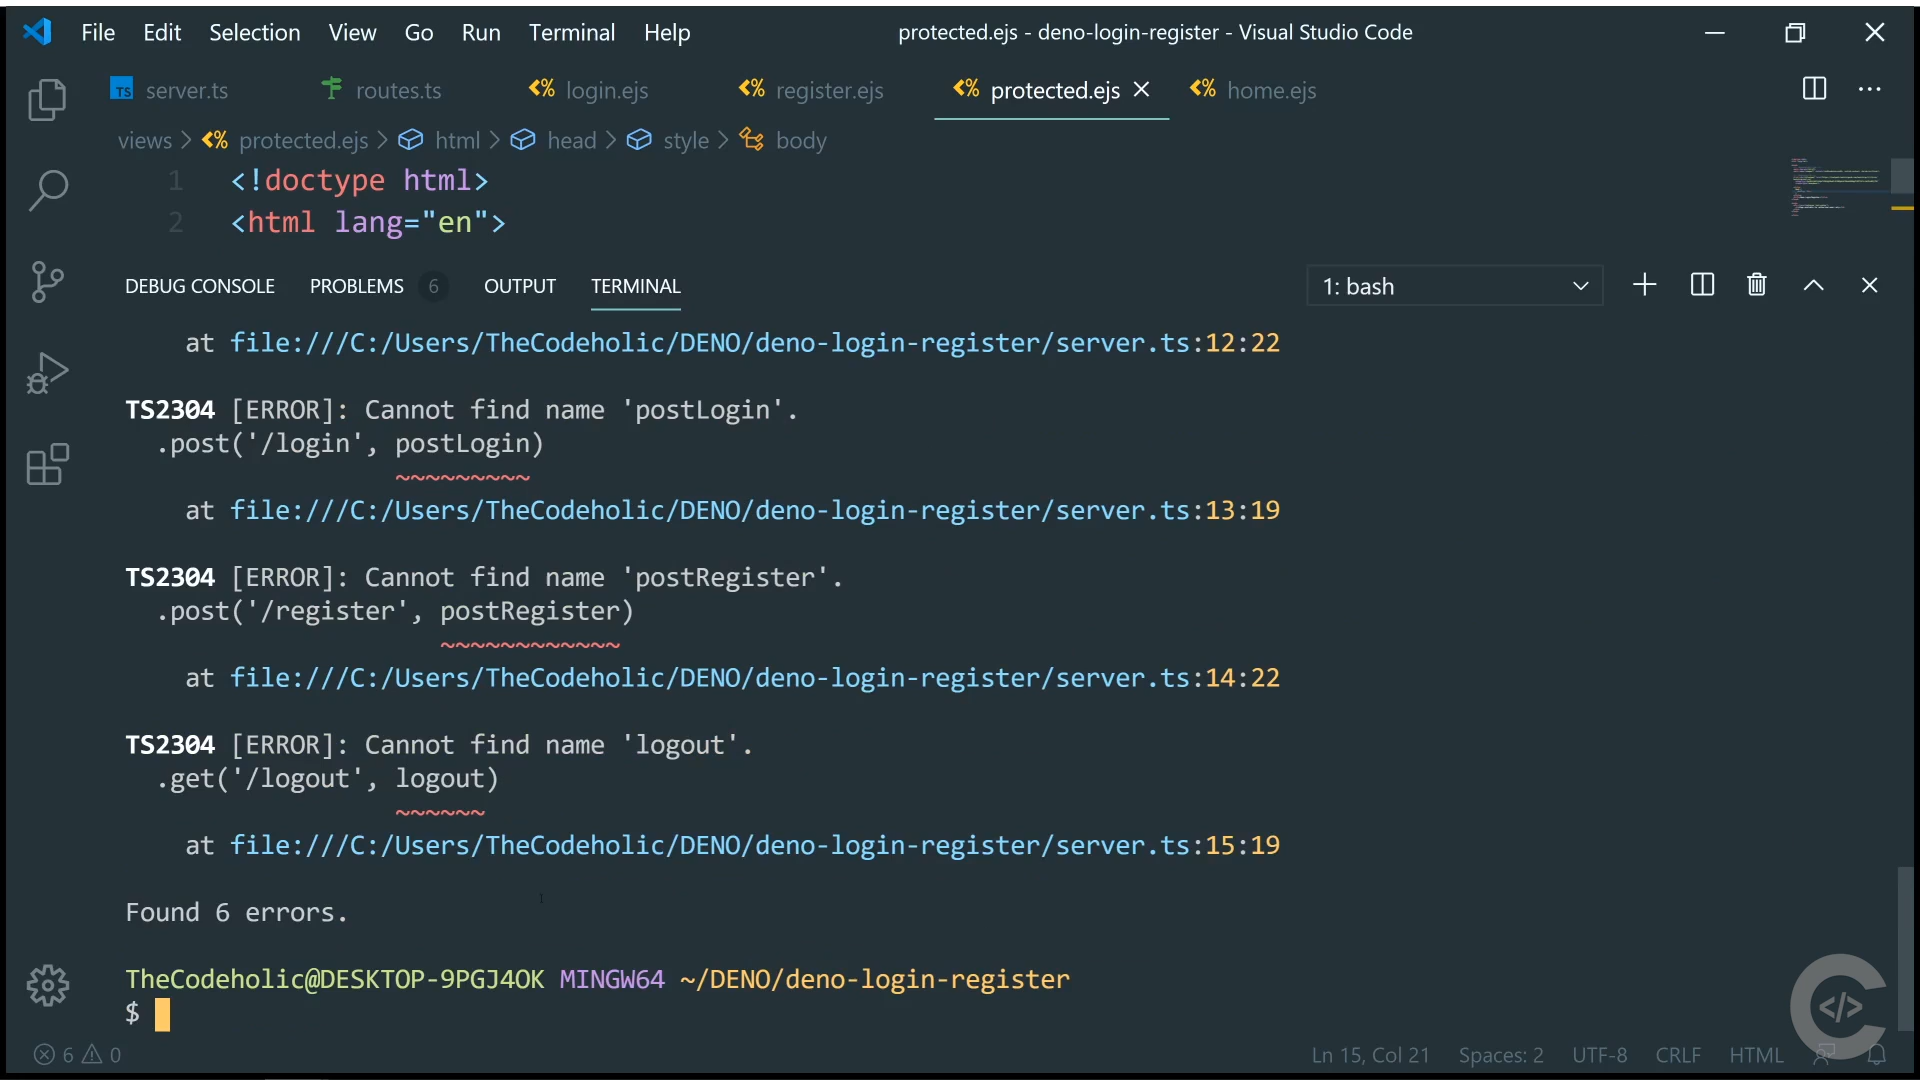 File Edit Selection View Go Run Terminal Help protected.ejs - deno-login-register - Visual Studio Code
TS server.ts routes.ts <% login.ejs <% register.ejs <% protected.ejs <% home.ejs
views > <% protected.ejs > html > head > style > body
1 <!doctype html>
2 <html lang="en">
DEBUG CONSOLE PROBLEMS 6 OUTPUT TERMINAL 1: bash
at file:///C:/Users/TheCodeholic/DENO/deno-login-register/server.ts:12:22
TS2304 [ERROR]: Cannot find name 'postLogin'.
.post('/login', postLogin)
~~~~~~~~~
at file:///C:/Users/TheCodeholic/DENO/deno-login-register/server.ts:13:19
TS2304 [ERROR]: Cannot find name 'postRegister'.
.post('/register', postRegister)
~~~~~~~~~~~~
at file:///C:/Users/TheCodeholic/DENO/deno-login-register/server.ts:14:22
TS2304 [ERROR]: Cannot find name 'logout'.
.get('/logout', logout)
~~~~~~
at file:///C:/Users/TheCodeholic/DENO/deno-login-register/server.ts:15:19
Found 6 errors.
TheCodeholic@DESKTOP-9PGJ4OK MINGW64 ~/DENO/deno-login-register
$
6 0 Ln 15, Col 21 Spaces: 2 UTF-8 CRLF HTML
</>